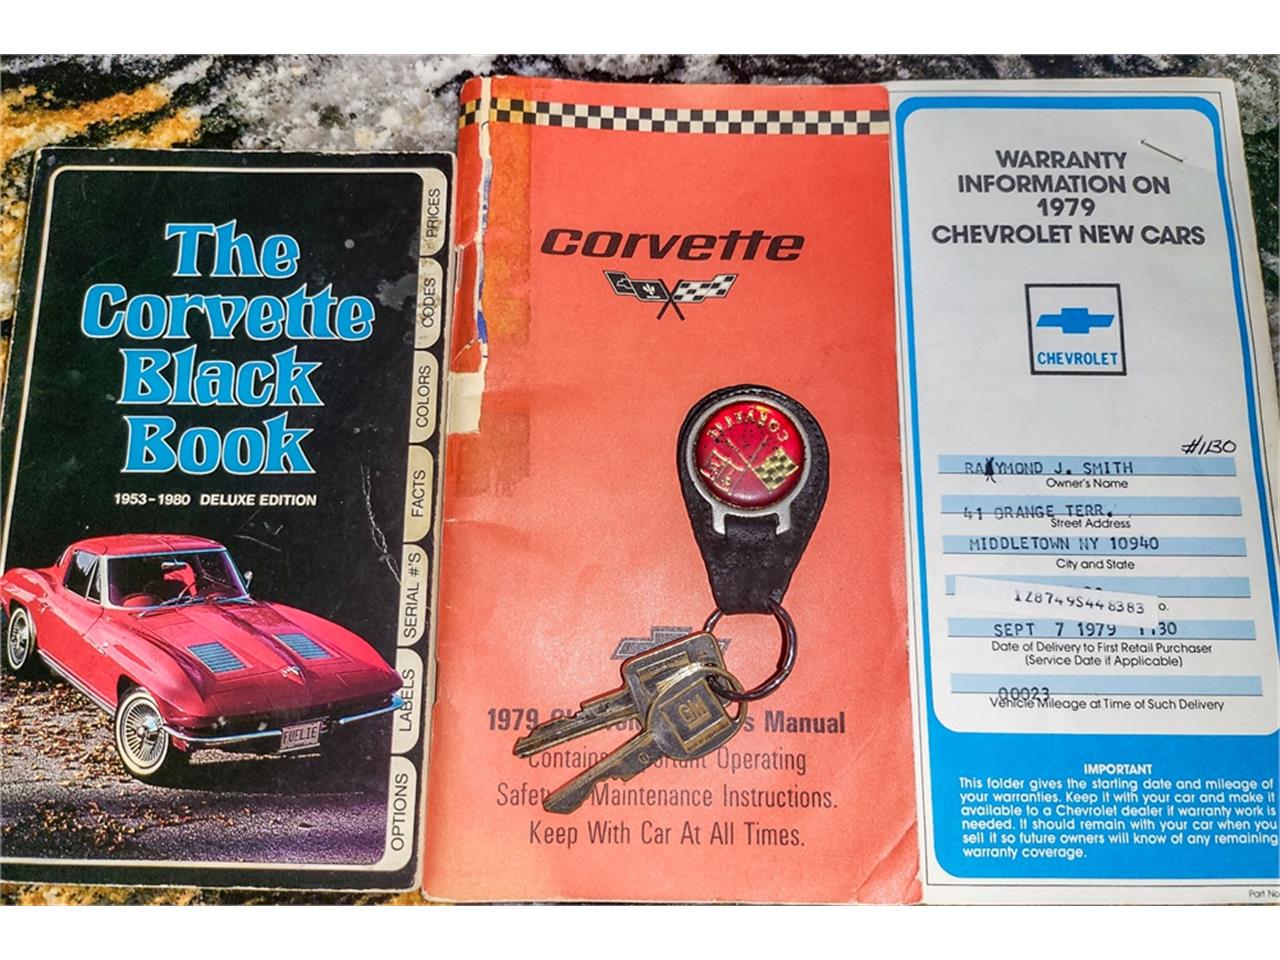 The
Corvette
Black
Book
1953-1980 DELUXE EDITION
PRICES
CODES
COLORS
FACTS
SERIAL #'S
LABELS
OPTIONS
FUELIE
corvette
CORVETTE
GM
1979 Manual
Operating
Maintenance Instructions.
Keep With Car At All Times.
WARRANTY
INFORMATION ON
1979
CHEVROLET NEW CARS
CHEVROLET
#1130
RAYMOND J. SMITH
Owner's Name
41 ORANGE TERR.
Street Address
MIDDLETOWN NY 10940
City and State
1Z8749S448383
SEPT 7 1979 1130
Date of Delivery to First Retail Purchaser
(Service Date if Applicable)
00023
Vehicle Mileage at Time of Such Delivery
IMPORTANT
This folder gives the starting date and mileage of
your warranties. Keep it with your car and make it
available to a Chevrolet dealer if warranty work is
needed. It should remain with your car when you
sell it so future owners will know of any remaining
warranty coverage.
Part No